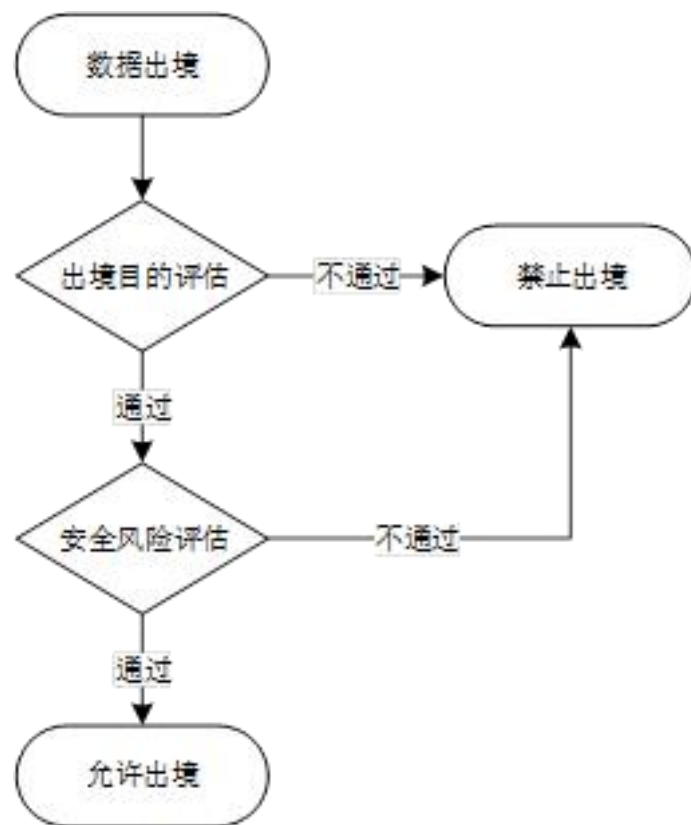 数据出境
出境目的评估
不通过
禁止出境
通过
安全风险评估
不通过
通过
允许出境